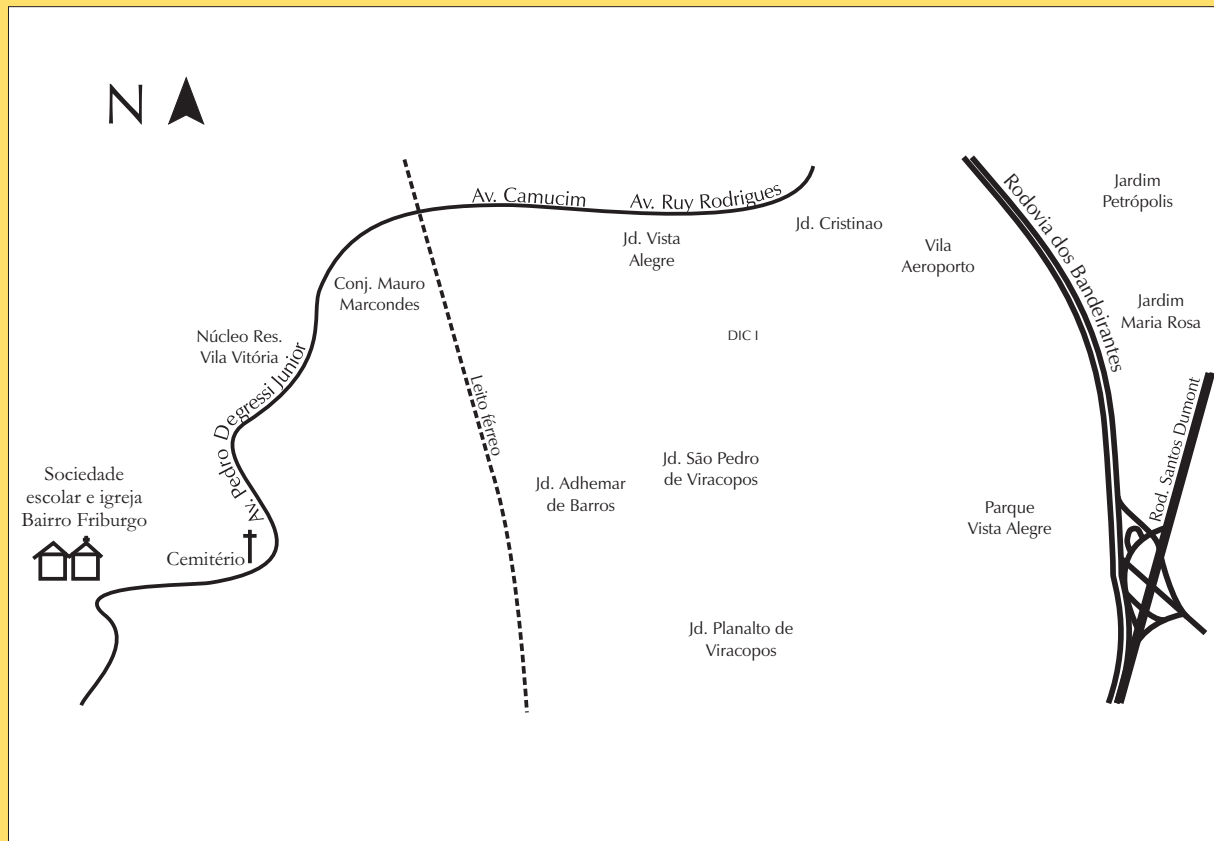 N
Av. Camucim
Av. Ruy Rodrigues
Rodovia dos Bandeirantes
Jardim
Petrópolis
Jd. Cristinao
Jd. Vista
Alegre
Vila
Aeroporto
Conj. Mauro
Marcondes
Jardim
Maria Rosa
DIC I
Núcleo Res.
Vila Vitória
Av. Pedro Degressi Junior
Leito férreo
Rod. Santos Dumont
Sociedade
escolar e igreja
Bairro Friburgo
Jd. São Pedro
de Viracopos
Jd. Adhemar
de Barros
Parque
Vista Alegre
Cemitério
Jd. Planalto de
Viracopos